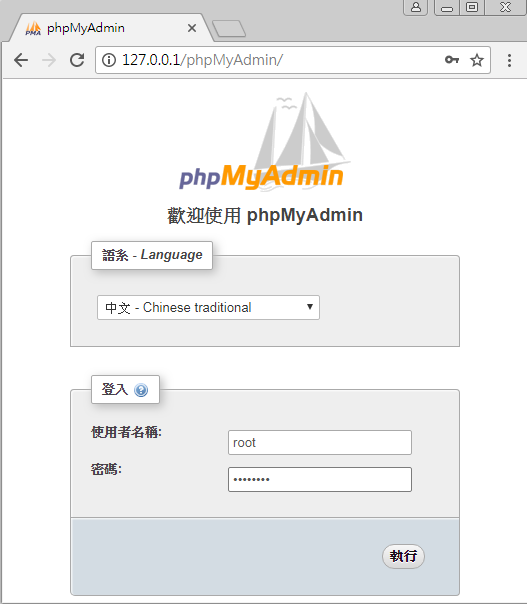 PMA phpMyAdmin
127.0.0.1/phpMyAdmin/
phpMyAdmin
歡迎使用 phpMyAdmin
語系 - Language
中文 - Chinese traditional
登入
使用者名稱:
root
密碼:
••••••••
執行